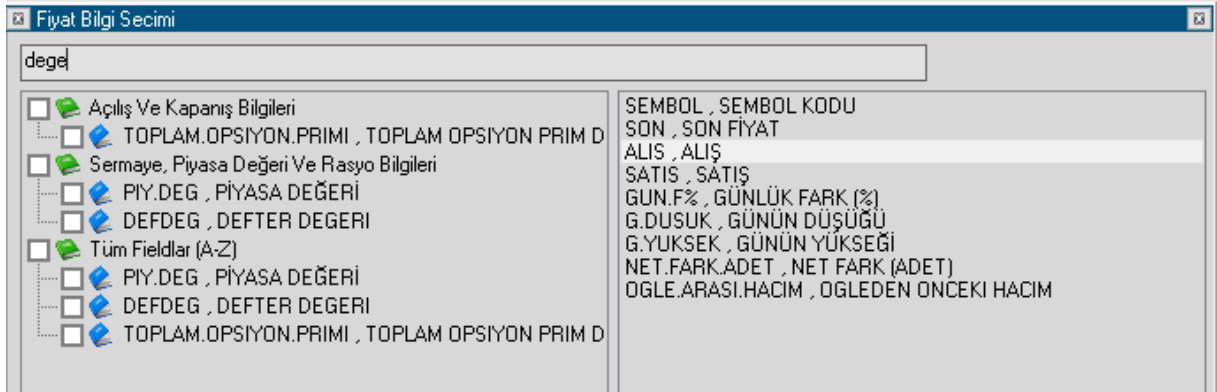 Fiyat Bilgi Secimi
dege
Açılış Ve Kapanış Bilgileri
TOPLAM.OPSIYON.PRIMI , TOPLAM OPSIYON PRIM D
Sermaye, Piyasa Değeri Ve Rasyo Bilgileri
PIY.DEG , PİYASA DEĞERİ
DEFDEG , DEFTER DEGERI
Tüm Fieldlar (A-Z)
PIY.DEG , PİYASA DEĞERİ
DEFDEG , DEFTER DEGERI
TOPLAM.OPSIYON.PRIMI , TOPLAM OPSIYON PRIM D
SEMBOL , SEMBOL KODU
SON , SON FİYAT
ALIS , ALIŞ
SATIS , SATIŞ
GUN.F% , GÜNLÜK FARK (%)
G.DUSUK , GÜNÜN DÜŞÜĞÜ
G.YUKSEK , GÜNÜN YÜKSEĞİ
NET.FARK.ADET , NET FARK (ADET)
OGLE.ARASI.HACIM , OGLEDEN ONCEKI HACIM